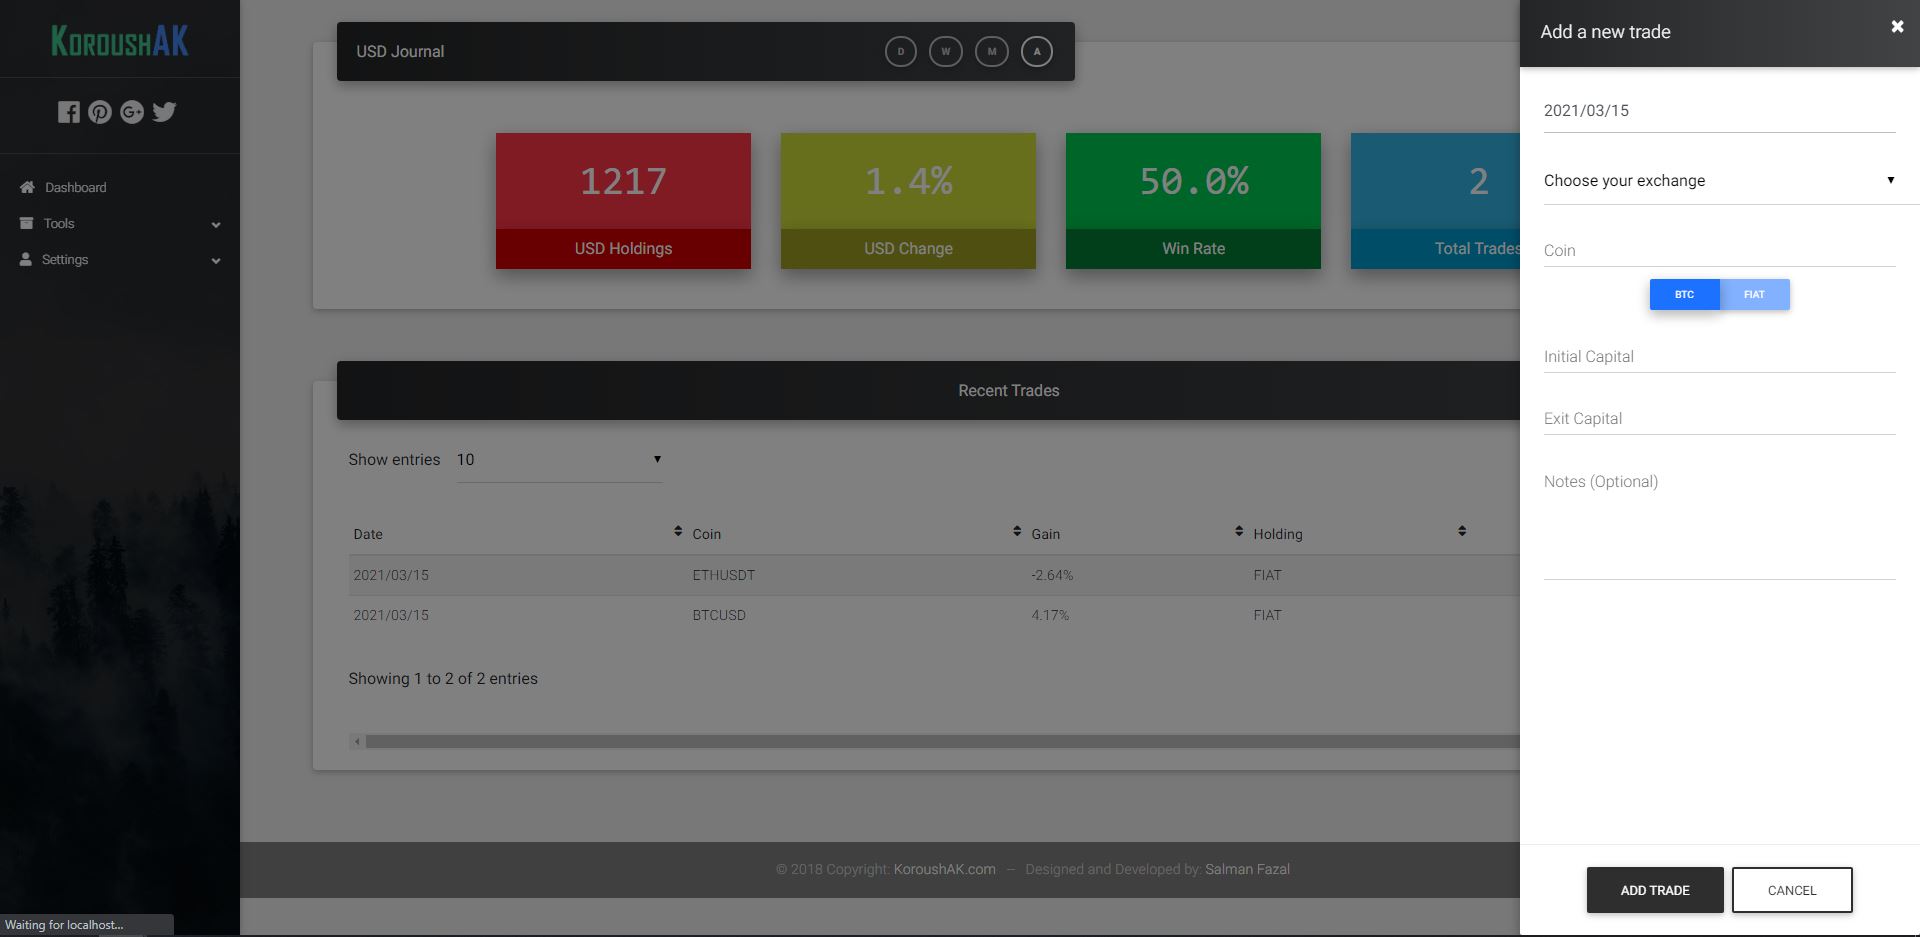 KOROUSHAK
Dashboard
Tools
Settings
USD Journal
D W M A
1217
USD Holdings
1.4%
USD Change
50.0%
Win Rate
2
Total Trades
Recent Trades
Show entries 10
Date Coin Gain Holding
2021/03/15 ETHUSDT -2.64% FIAT
2021/03/15 BTCUSD 4.17% FIAT
Showing 1 to 2 of 2 entries
© 2018 Copyright: KoroushAK.com – Designed and Developed by: Salman Fazal
Waiting for localhost...
Add a new trade
2021/03/15
Choose your exchange
Coin
BTC FIAT
Initial Capital
Exit Capital
Notes (Optional)
ADD TRADE CANCEL